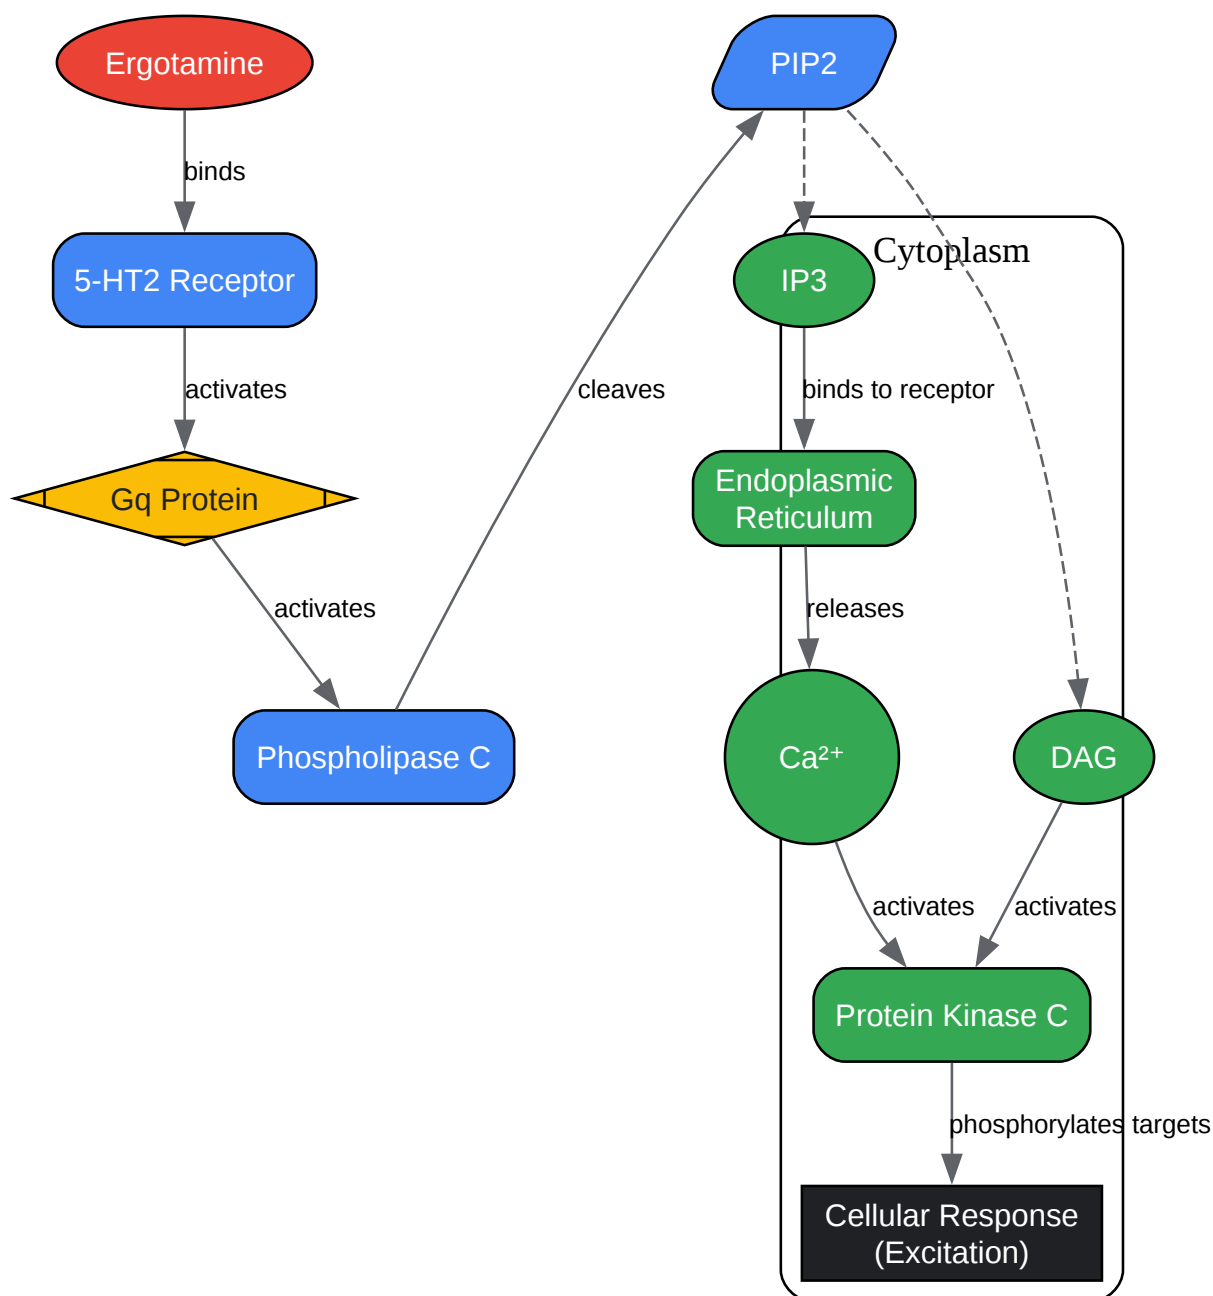 Ergotamine
PIP2
binds
5-HT2 Receptor
Cytoplasm
IP3
activates
cleaves
binds to receptor
Gq Protein
Endoplasmic
Reticulum
activates
releases
Phospholipase C
Ca²⁺
DAG
activates
activates
Protein Kinase C
phosphorylates targets
Cellular Response
(Excitation)